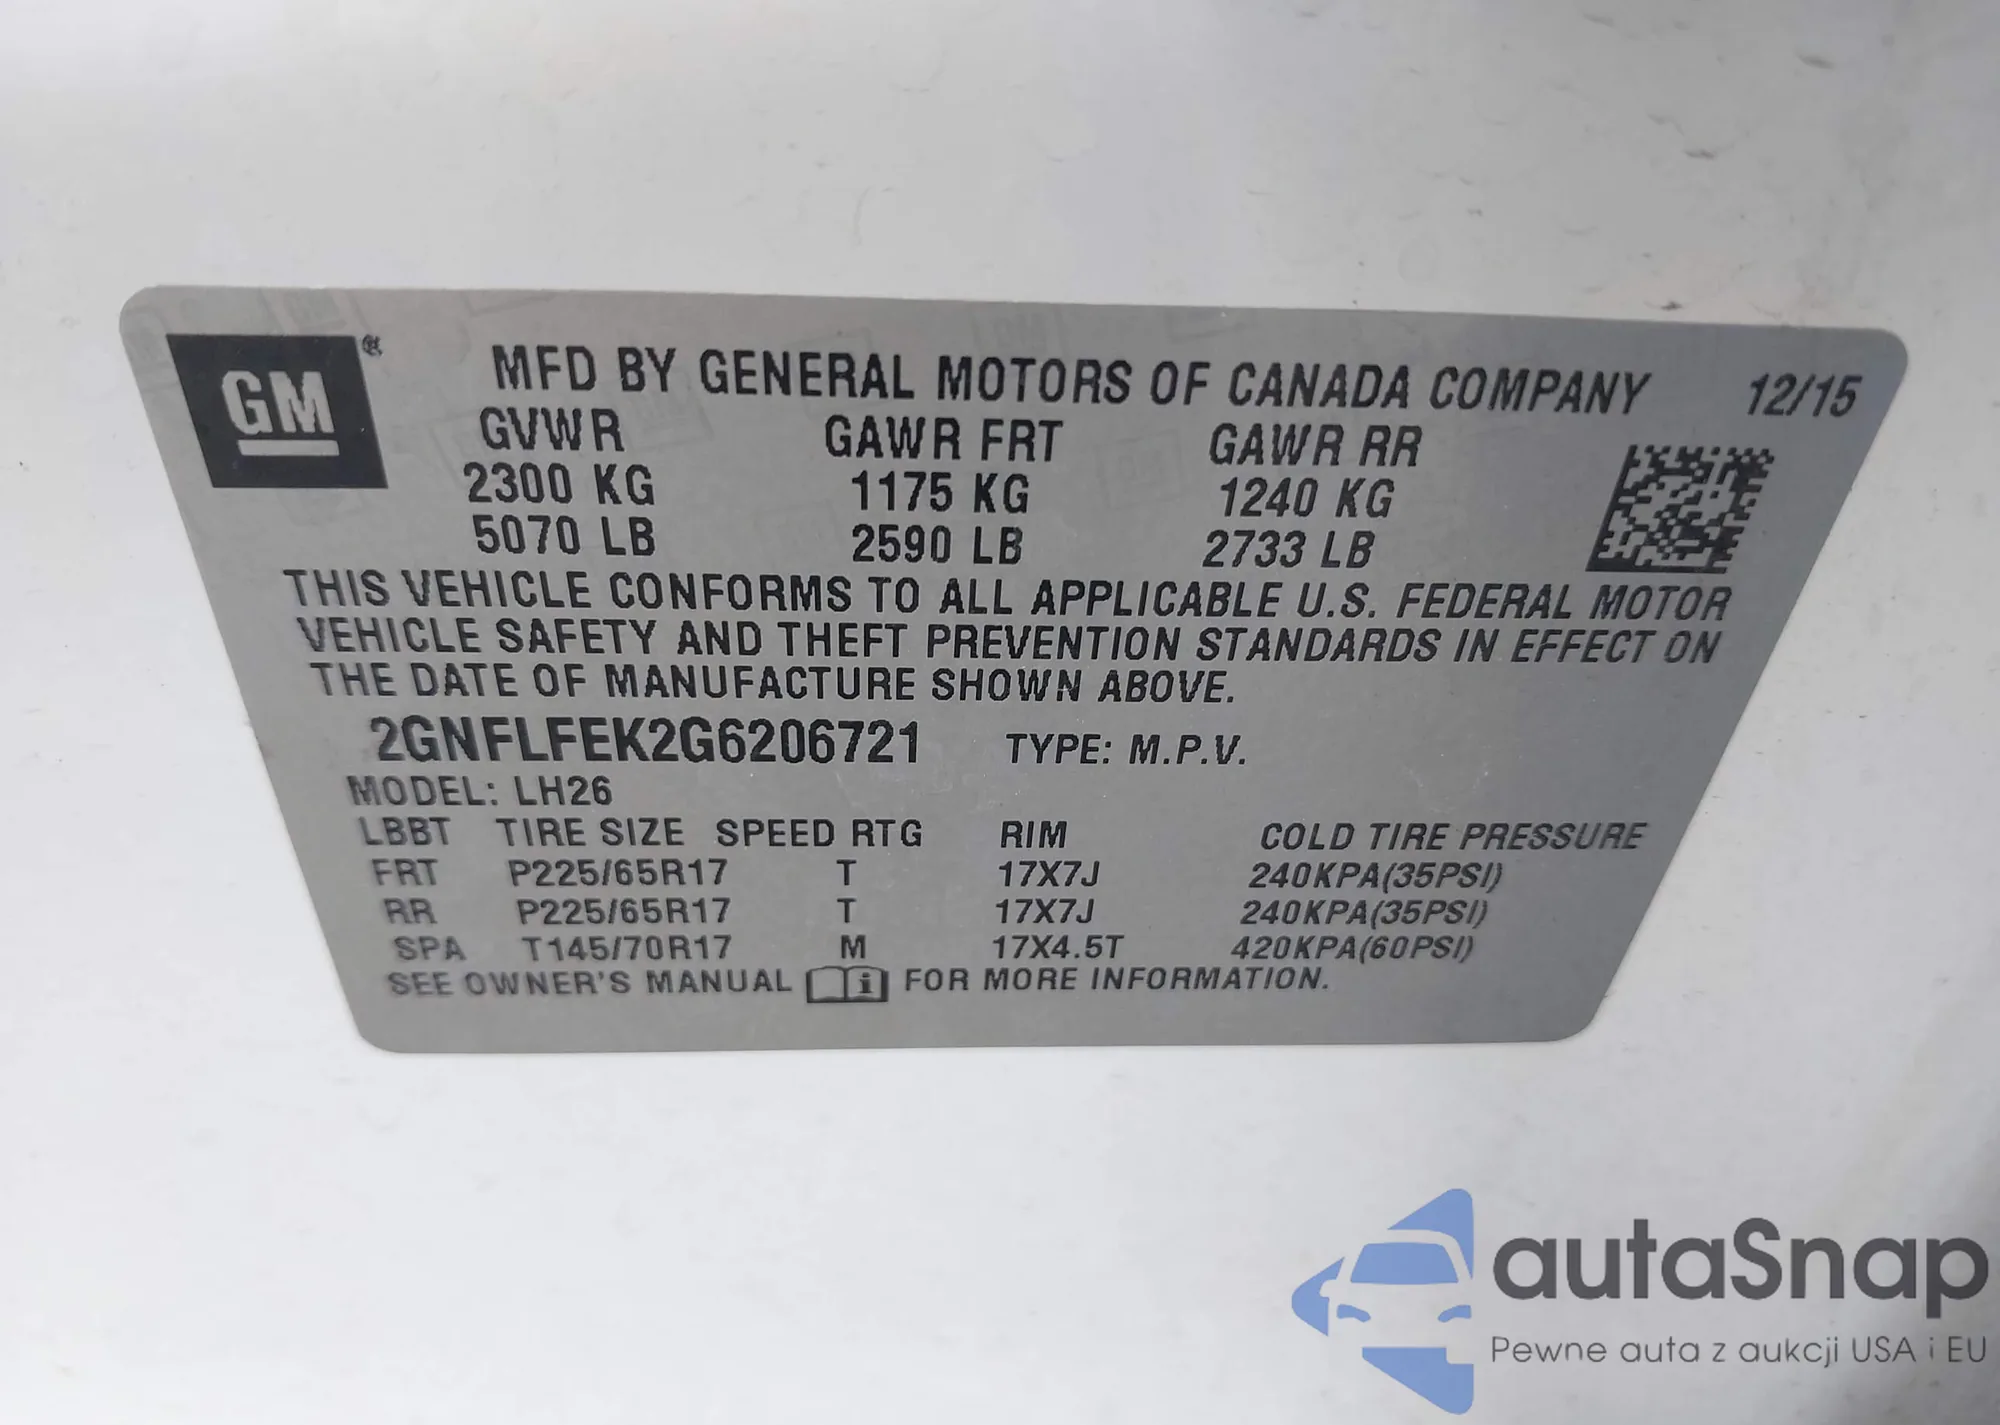 GM®
MFD BY GENERAL MOTORS OF CANADA COMPANY 12/15
GVWR GAWR FRT GAWR RR
2300 KG 1175 KG 1240 KG
5070 LB 2590 LB 2733 LB
THIS VEHICLE CONFORMS TO ALL APPLICABLE U.S. FEDERAL MOTOR
VEHICLE SAFETY AND THEFT PREVENTION STANDARDS IN EFFECT ON
THE DATE OF MANUFACTURE SHOWN ABOVE.
2GNFLFEK2G6206721 TYPE: M.P.V.
MODEL: LH26
LBBT TIRE SIZE SPEED RTG RIM COLD TIRE PRESSURE
FRT P225/65R17 T 17X7J 240KPA(35PSI)
RR P225/65R17 T 17X7J 240KPA(35PSI)
SPA T145/70R17 M 17X4.5T 420KPA(60PSI)
SEE OWNER'S MANUAL i FOR MORE INFORMATION.
autaSnap
Pewne auta z aukcji USA i EU